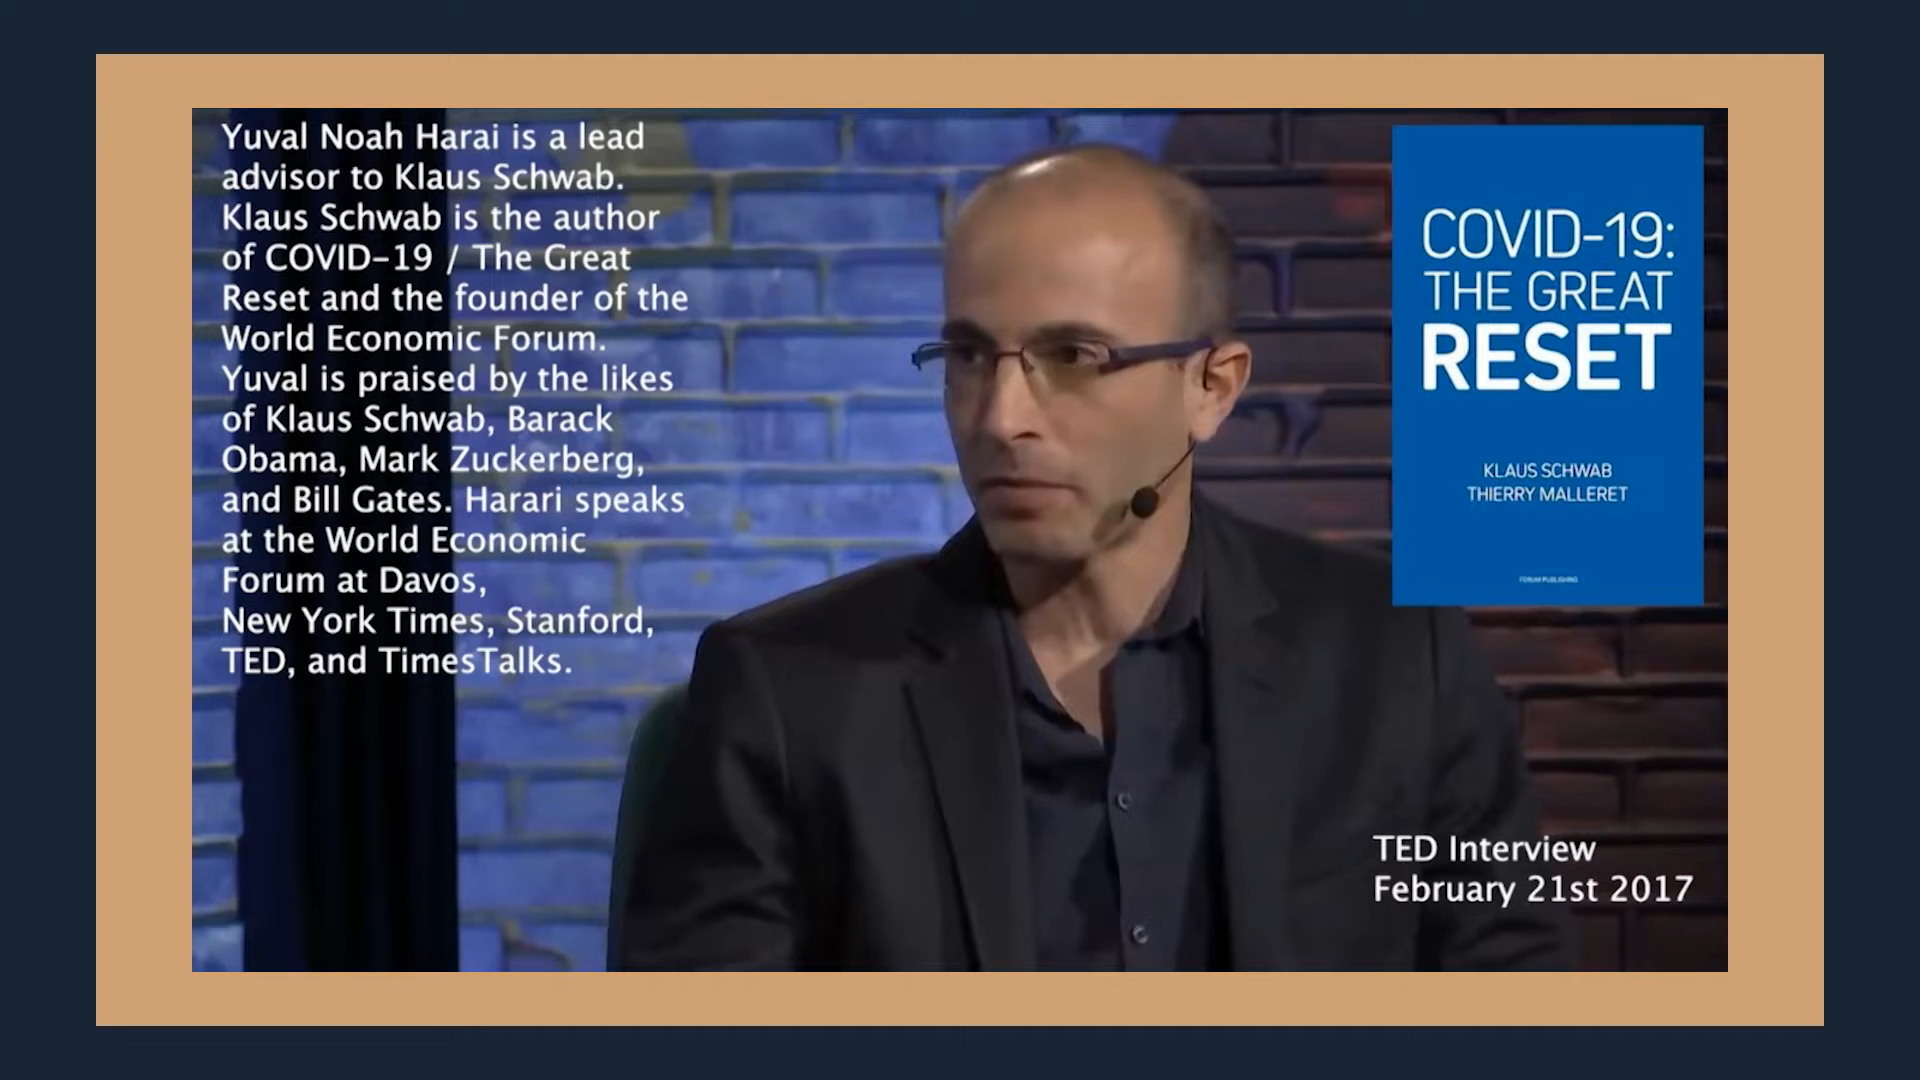 Yuval Noah Harai is a lead
advisor to Klaus Schwab.
Klaus Schwab is the author
of COVID-19 / The Great
Reset and the founder of the
World Economic Forum.
Yuval is praised by the likes
of Klaus Schwab, Barack
Obama, Mark Zuckerberg,
and Bill Gates. Harari speaks
at the World Economic
Forum at Davos,
New York Times, Stanford,
TED, and TimesTalks.
COVID-19:
THE GREAT
RESET
KLAUS SCHWAB
THIERRY MALLERET
FORUM PUBLISHING
TED Interview
February 21st 2017